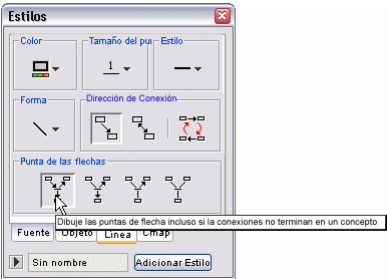 Estilos
Color
Tamaño del pu
Estilo
1
Forma
Dirección de Conexión
Punta de las flechas
Dibuje las puntas de flecha incluso si la conexiones no terminan en un concepto
Fuente Objeto Línea Cmap
Sin nombre
Adicionar Estilo